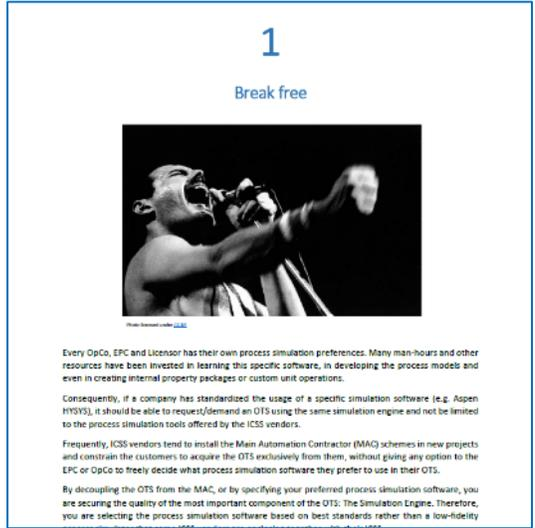 1
Break free
Photo licensed under CC BY
Every OpCo, EPC and Licensor has their own process simulation preferences. Many man-hours and other
resources have been invested in learning this specific software, in developing the process models and
even in creating internal property packages or custom unit operations.
Consequently, if a company has standardized the usage of a specific simulation software (e.g. Aspen
HYSYS), it should be able to request/demand an OTS using the same simulation engine and not be limited
to the process simulation tools offered by the ICSS vendors.
Frequently, ICSS vendors tend to install the Main Automation Contractor (MAC) schemes in new projects
and constrain the customers to acquire the OTS exclusively from them, without giving any option to the
EPC or OpCo to freely decide what process simulation software they prefer to use in their OTS.
By decoupling the OTS from the MAC, or by specifying your preferred process simulation software, you
are securing the quality of the most important component of the OTS: The Simulation Engine. Therefore,
you are selecting the process simulation software based on best standards rather than a low-fidelity